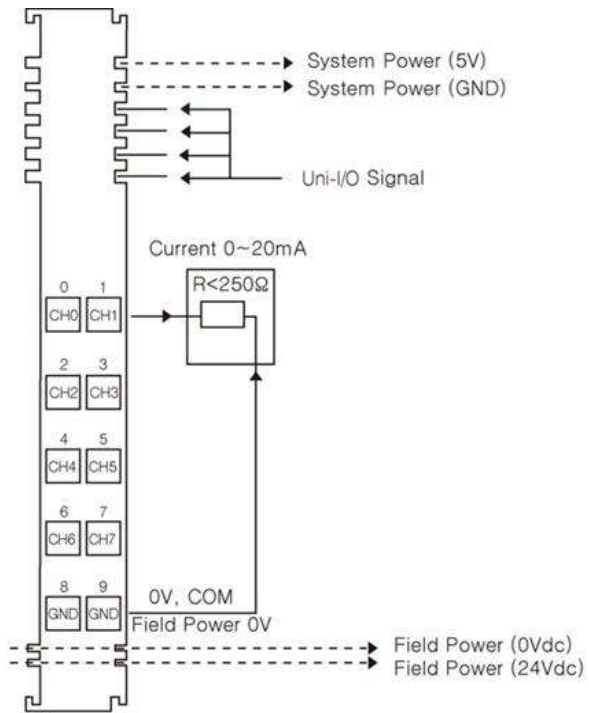 System Power (5V)
System Power (GND)
Uni-I/O Signal
Current 0~20mA
R<250Ω
0 1
CH0 CH1
2 3
CH2 CH3
4 5
CH4 CH5
6 7
CH6 CH7
8 9
GND GND
0V, COM
Field Power 0V
Field Power (0Vdc)
Field Power (24Vdc)